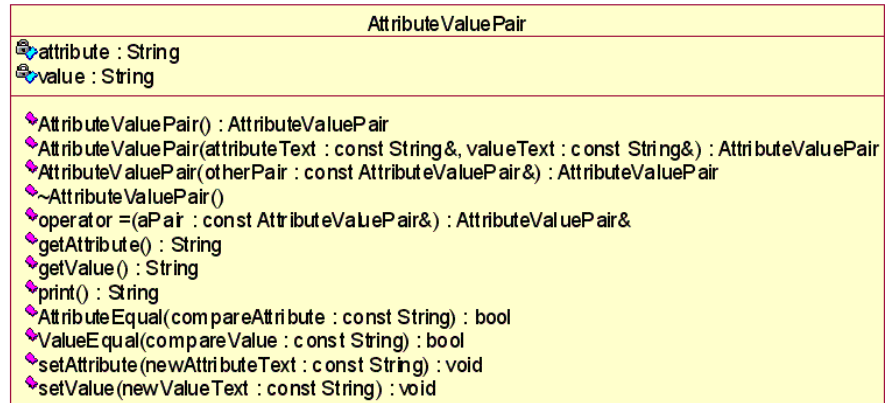 AttributeValuePair
attribute : String
value : String
AttributeValuePair() : AttributeValuePair
AttributeValuePair(attributeText : const String&, valueText : const String&) : AttributeValuePair
AttributeValuePair(otherPair : const AttributeValuePair&) : AttributeValuePair
~AttributeValuePair()
operator =(aPair : const AttributeValuePair&) : AttributeValuePair&
getAttribute() : String
getValue() : String
print() : String
AttributeEqual(compareAttribute : const String) : bool
ValueEqual(compareValue : const String) : bool
setAttribute(newAttributeText : const String) : void
setValue(newValueText : const String) : void